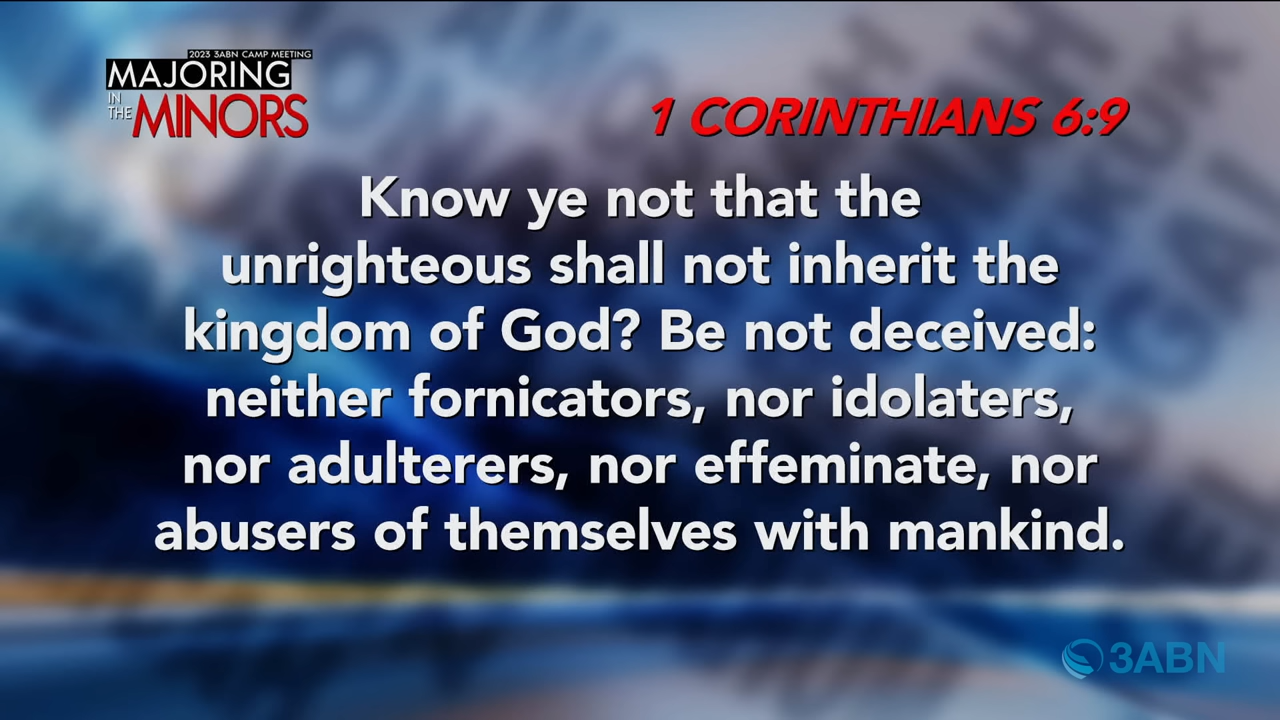 2023 3ABN CAMP MEETING
MAJORING
IN THE
MINORS
1 CORINTHIANS 6:9
Know ye not that the
unrighteous shall not inherit the
kingdom of God? Be not deceived:
neither fornicators, nor idolaters,
nor adulterers, nor effeminate, nor
abusers of themselves with mankind.
3ABN